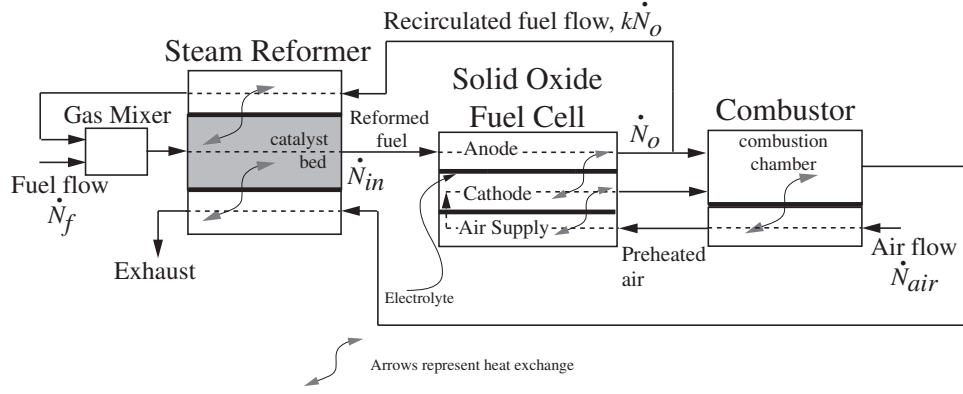 Recirculated fuel flow, kṄo
Steam Reformer
Solid Oxide
Fuel Cell
Combustor
Gas Mixer
catalyst
bed
Reformed
fuel
Ṅin
Anode
Cathode
Air Supply
Ṅo
combustion
chamber
Fuel flow
Ṅf
Exhaust
Electrolyte
Preheated
air
Air flow
Ṅair
Arrows represent heat exchange